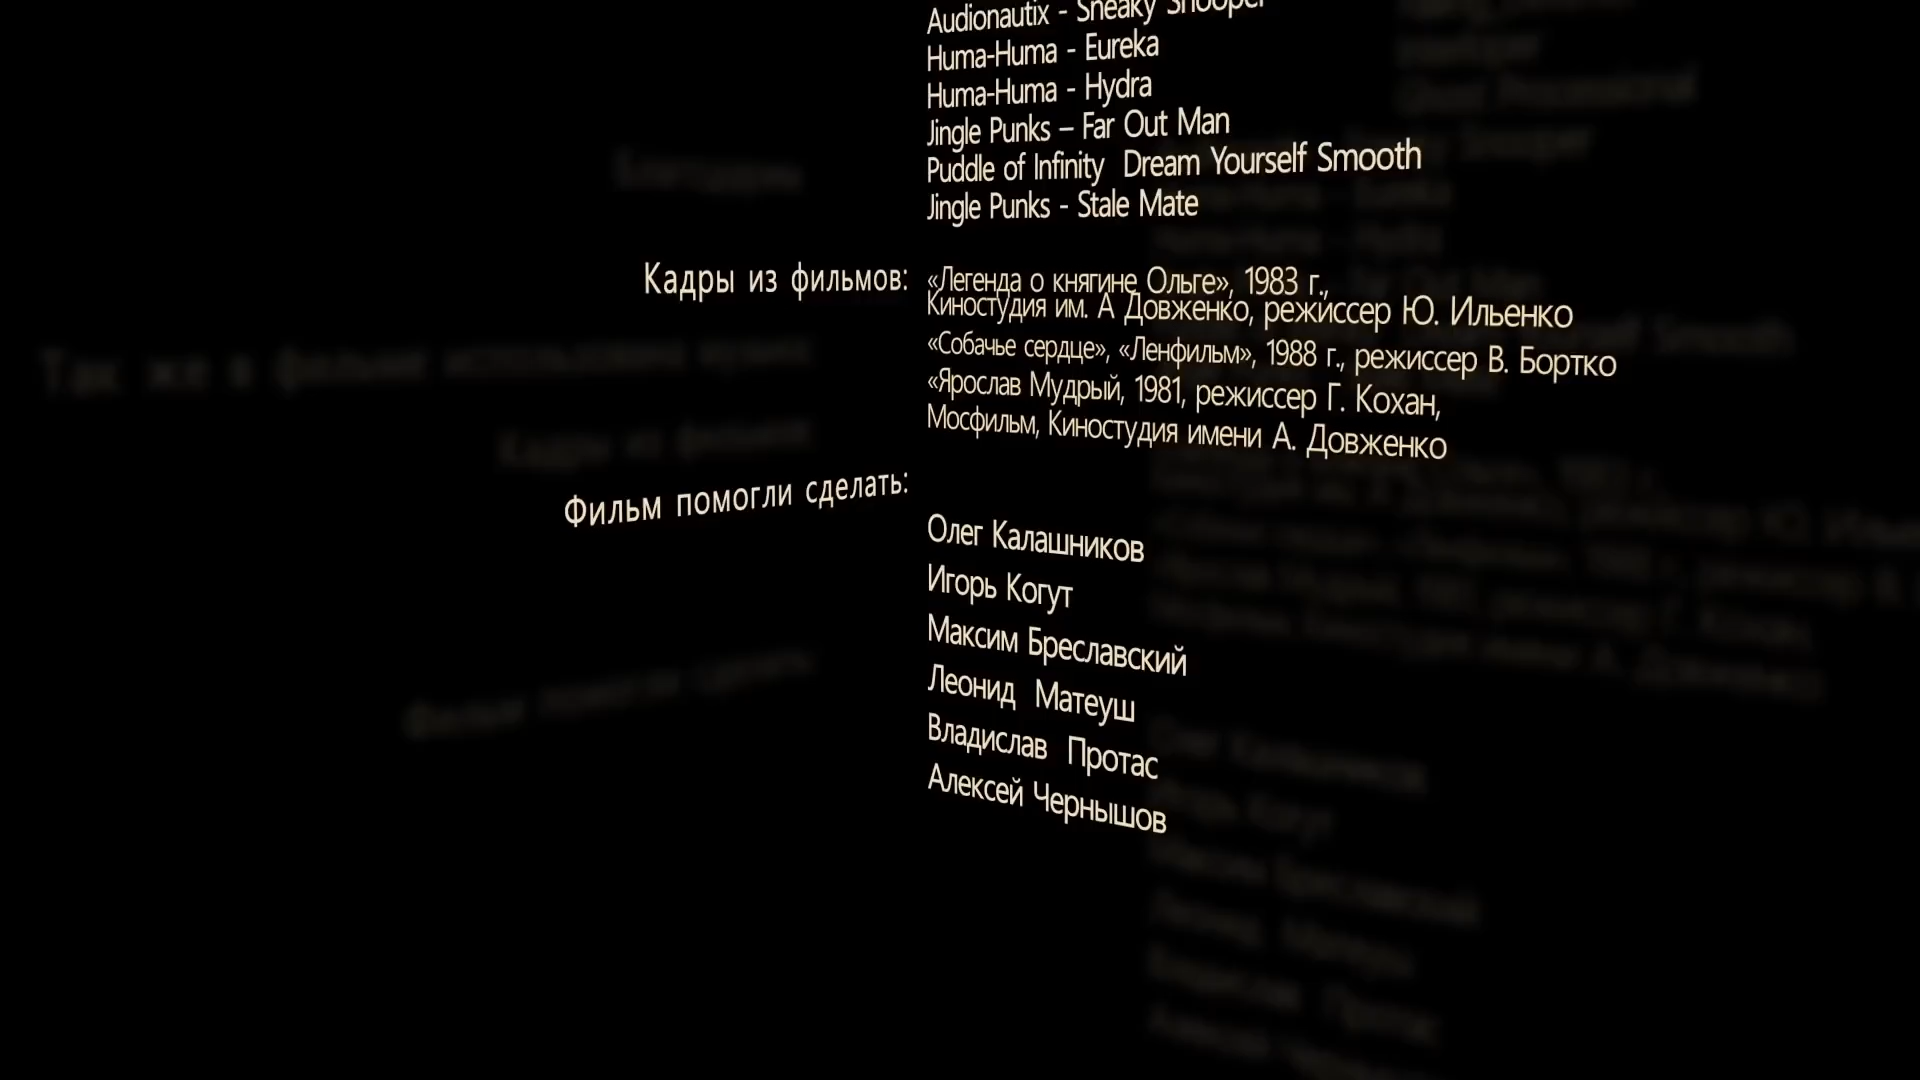 Audionautix - Sneaky Snooper
Huma-Huma - Eureka
Huma-Huma - Hydra
Jingle Punks – Far Out Man
Puddle of Infinity Dream Yourself Smooth
Jingle Punks - Stale Mate
Кадры из фильмов:
«Легенда о княгине Ольге», 1983 г.,
Киностудия им. А Довженко, режиссер Ю. Ильенко
«Собачье сердце», «Ленфильм», 1988 г., режиссер В. Бортко
«Ярослав Мудрый, 1981, режиссер Г. Кохан,
Мосфильм, Киностудия имени А. Довженко
Фильм помогли сделать:
Олег Калашников
Игорь Когут
Максим Бреславский
Леонид Матеуш
Владислав Протас
Алексей Чернышов